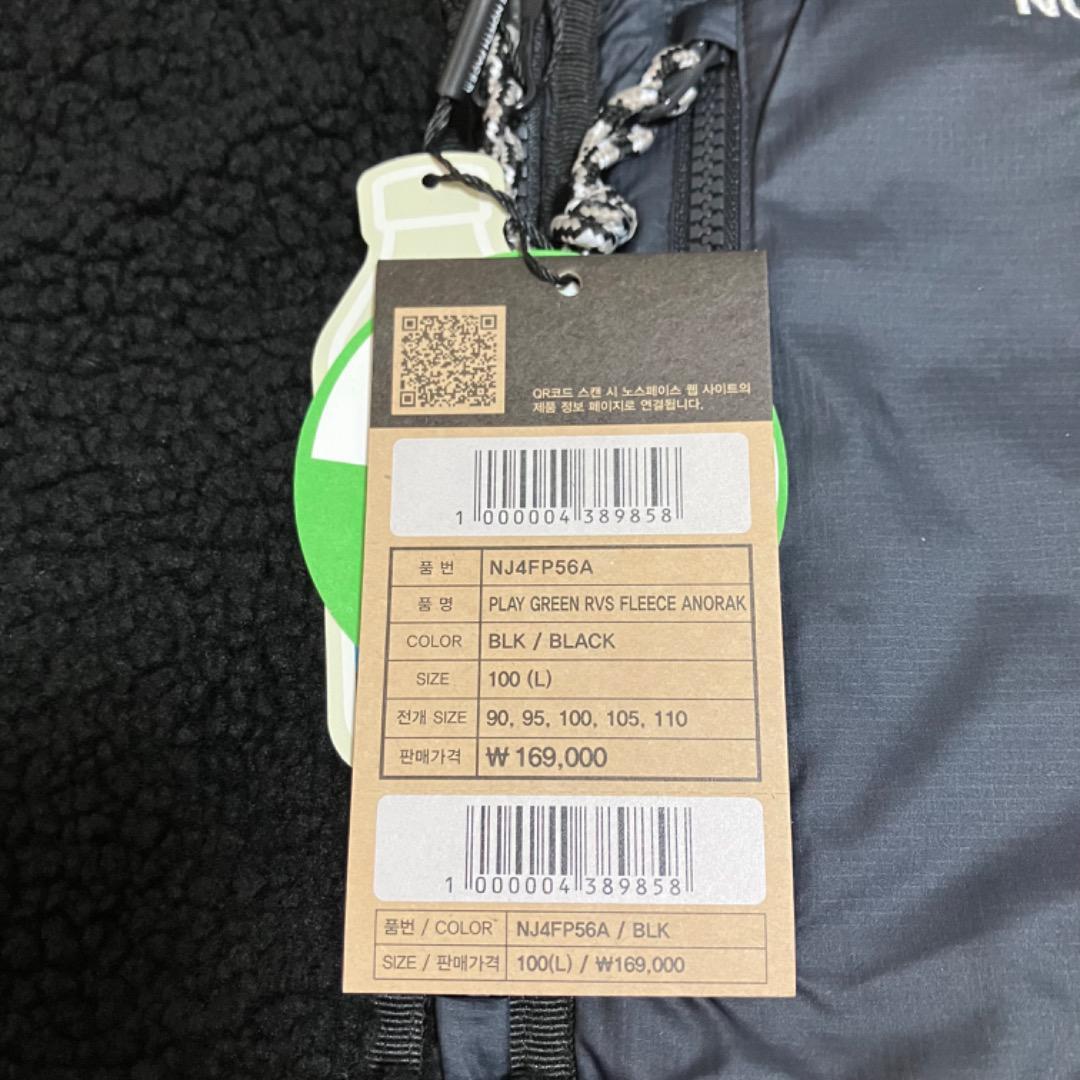 NO
QR코드 스캔 시 노스페이스 웹 사이트의
제품 정보 페이지로 연결됩니다.
1 000004 389858
품 번 NJ4FP56A
품 명 PLAY GREEN RVS FLEECE ANORAK
COLOR BLK / BLACK
SIZE 100 (L)
전개 SIZE 90, 95, 100, 105, 110
판매가격 ₩ 169,000
1 000004 389858
품번 / COLOR NJ4FP56A / BLK
SIZE / 판매가격 100(L) / ₩169,000